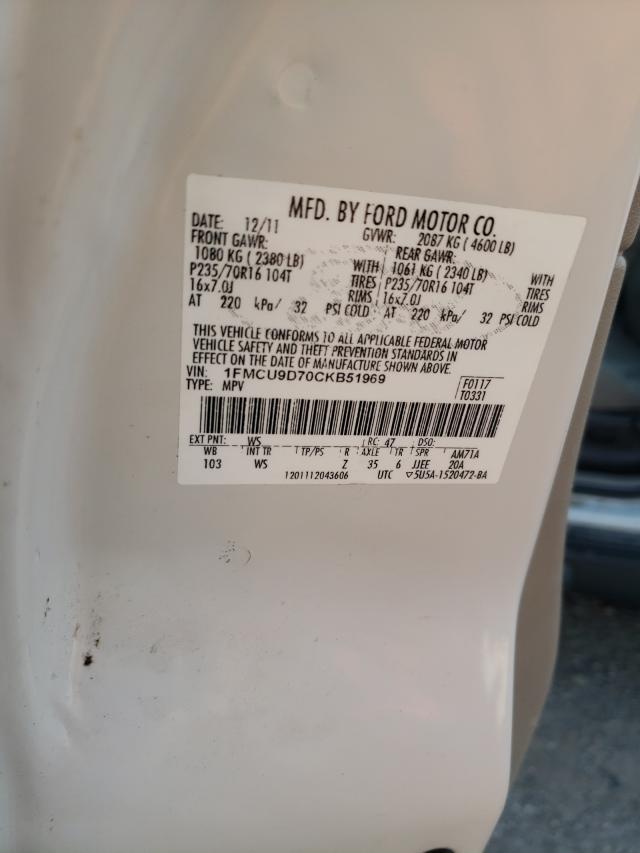 MFD. BY FORD MOTOR CO.
DATE: 12/11 GVWR: 2087 KG ( 4600 LB)
FRONT GAWR: REAR GAWR:
1080 KG ( 2380 LB) WITH 1061 KG ( 2340 LB) WITH
P235/70R16 104T TIRES P235/70R16 104T TIRES
16x7.0J RIMS 16x7.0J RIMS
AT 220 kPa/ 32 PSI COLD AT 220 kPa/ 32 PSI COLD
THIS VEHICLE CONFORMS TO ALL APPLICABLE FEDERAL MOTOR
VEHICLE SAFETY AND THEFT PREVENTION STANDARDS IN
EFFECT ON THE DATE OF MANUFACTURE SHOWN ABOVE.
VIN: 1FMCU9D70CKB51969
TYPE: MPV
F0117
T0331
EXT PNT: WS RC: 47 DSO:
WB INT TR TP/PS R AXLE TR SPR AM71A
103 WS Z 35 6 JJEE 20A
1201112043606 UTC ▽5U5A-1520472-BA